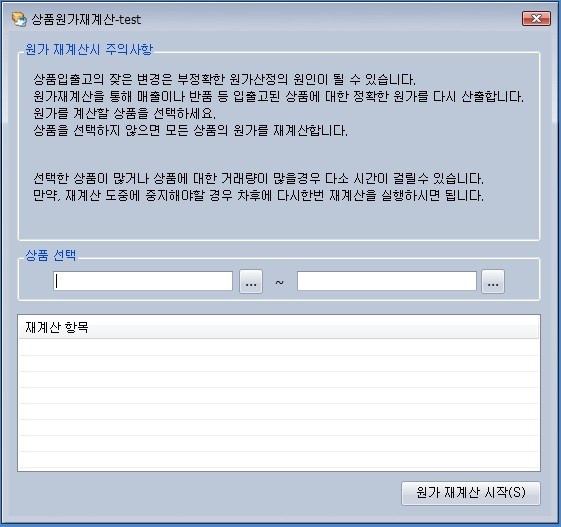 상품원가재계산-test
원가 재계산시 주의사항
상품입출고의 잦은 변경은 부정확한 원가산정의 원인이 될 수 있습니다.
원가재계산을 통해 매출이나 반품 등 입출고된 상품에 대한 정확한 원가를 다시 산출합니다.
원가를 계산할 상품을 선택하세요.
상품을 선택하지 않으면 모든 상품의 원가를 재계산합니다.
선택한 상품이 많거나 상품에 대한 거래량이 많을경우 다소 시간이 걸릴수 있습니다.
만약, 재계산 도중에 중지해야할 경우 차후에 다시한번 재계산을 실행하시면 됩니다.
상품 선택
... ~ ...
재계산 항목
원가 재계산 시작(S)